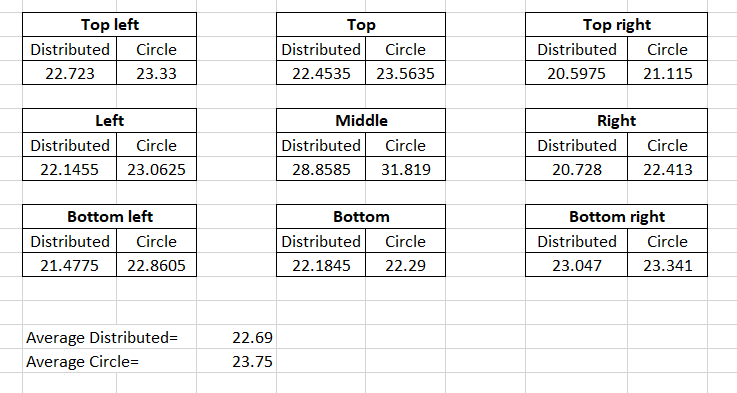 Top left Top Top right
Distributed Circle Distributed Circle Distributed Circle
22.723 23.33 22.4535 23.5635 20.5975 21.115
Left Middle Right
Distributed Circle Distributed Circle Distributed Circle
22.1455 23.0625 28.8585 31.819 20.728 22.413
Bottom left Bottom Bottom right
Distributed Circle Distributed Circle Distributed Circle
21.4775 22.8605 22.1845 22.29 23.047 23.341
Average Distributed= 22.69
Average Circle= 23.75